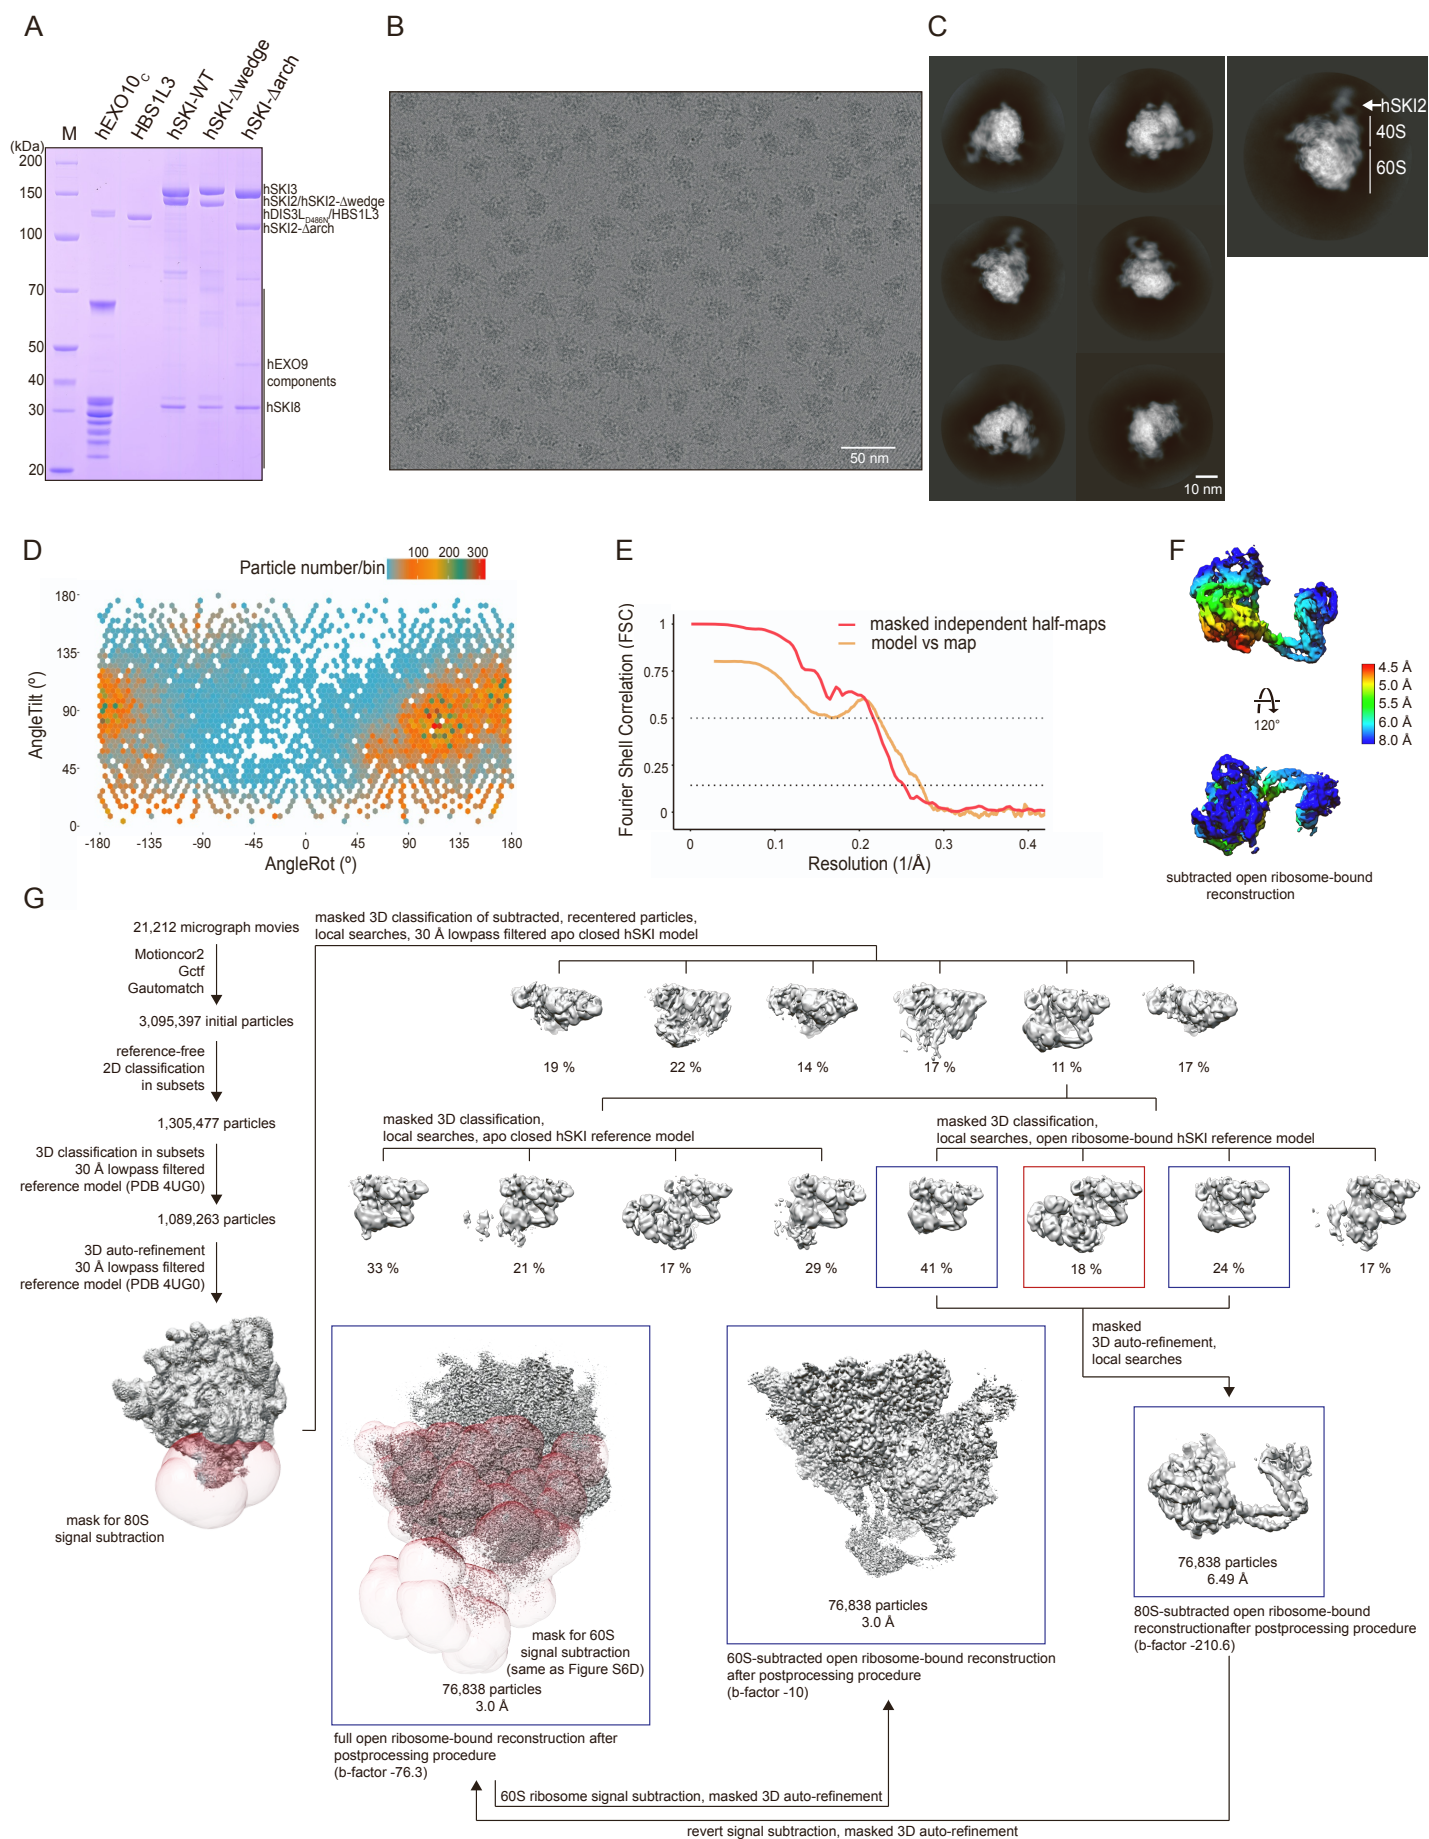 A
hEXO10C
HBS1L3
hSKI-WT
hSKI-Δwedge
hSKI-Δarch
M
(kDa)
200
150
100
70
50
40
30
20
hSKI3
hSKI2/hSKI2-Δwedge
hDIS3LD486N/HBS1L3
hSKI2-Δarch
hEXO9
components
hSKI8
B
50 nm
C
hSKI2
40S
60S
10 nm
D
Particle number/bin
100 200 300
AngleTilt (º)
180
135
90
45
0
-180 -135 -90 -45 0 45 90 135 180
AngleRot (º)
E
Fourier Shell Correlation (FSC)
1
0.75
0.5
0.25
0
masked independent half-maps
model vs map
0 0.1 0.2 0.3 0.4
Resolution (1/Å)
F
120°
4.5 Å
5.0 Å
5.5 Å
6.0 Å
8.0 Å
subtracted open ribosome-bound
reconstruction
G
21,212 micrograph movies
Motioncor2
Gctf
Gautomatch
3,095,397 initial particles
reference-free
2D classification
in subsets
1,305,477 particles
3D classification in subsets
30 Å lowpass filtered
reference model (PDB 4UG0)
1,089,263 particles
3D auto-refinement
30 Å lowpass filtered
reference model (PDB 4UG0)
mask for 80S
signal subtraction
masked 3D classification of subtracted, recentered particles,
local searches, 30 Å lowpass filtered apo closed hSKI model
19 % 22 % 14 % 17 % 11 % 17 %
masked 3D classification,
local searches, apo closed hSKI reference model
33 % 21 % 17 % 29 %
masked 3D classification,
local searches, open ribosome-bound hSKI reference model
41 % 18 % 24 % 17 %
masked
3D auto-refinement,
local searches
76,838 particles
6.49 Å
80S-subtracted open ribosome-bound
reconstructionafter postprocessing procedure
(b-factor -210.6)
mask for 60S
signal subtraction
(same as Figure S6D)
76,838 particles
3.0 Å
full open ribosome-bound reconstruction after
postprocessing procedure
(b-factor -76.3)
76,838 particles
3.0 Å
60S-subtracted open ribosome-bound reconstruction
after postprocessing procedure
(b-factor -10)
60S ribosome signal subtraction, masked 3D auto-refinement
revert signal subtraction, masked 3D auto-refinement